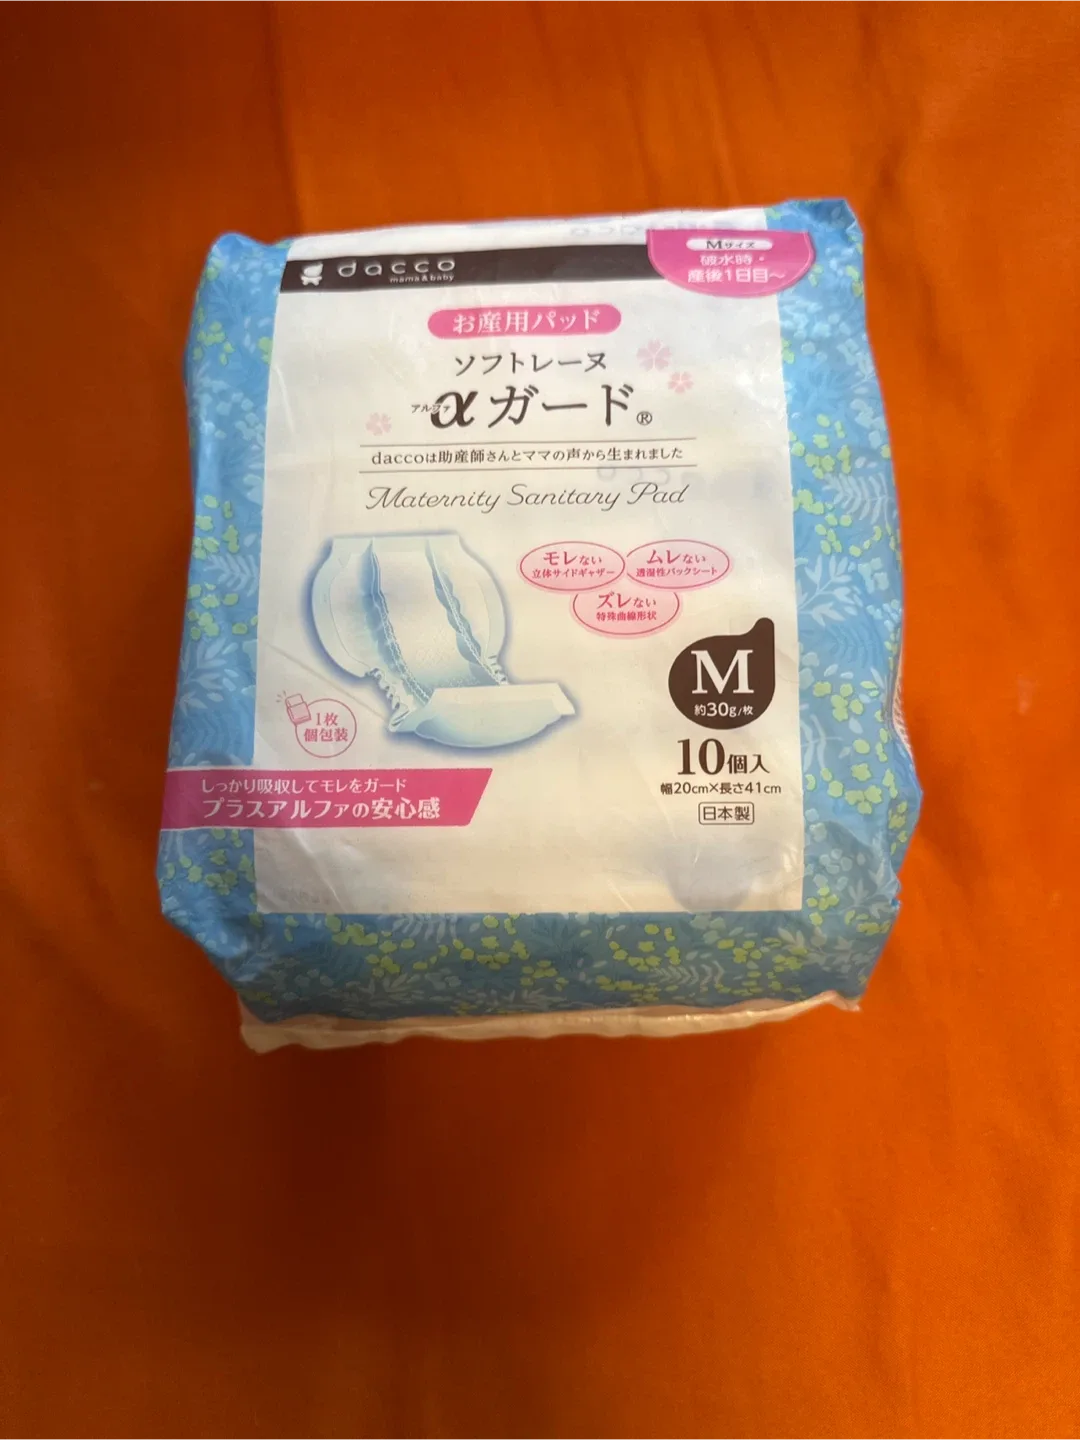 dacco
mama & baby
Mサイズ
破水時・
産後1日目〜
お産用パッド
ソフトレーヌ
アルファ
αガード®
daccoは助産師さんとママの声から生まれました
Maternity Sanitary Pad
モレない
立体サイドギャザー
ムレない
透湿性バックシート
ズレない
特殊曲線形状
M
約30g/枚
1枚
個包装
10個入
幅20cm×長さ41cm
日本製
しっかり吸収してモレをガード
プラスアルファの安心感